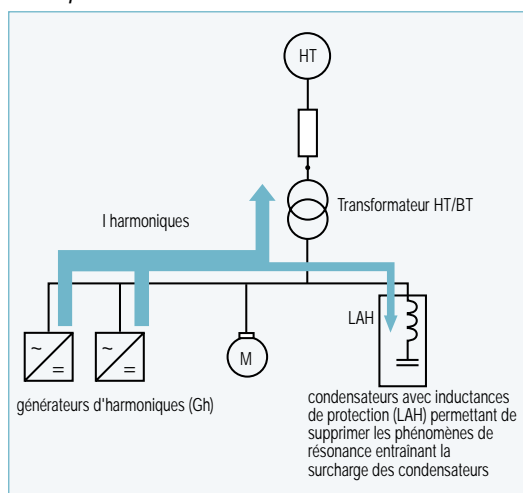 HT
Transformateur HT/BT
I harmoniques
LAH
~
=
~
=
M
générateurs d'harmoniques (Gh)
condensateurs avec inductances
de protection (LAH) permettant de
supprimer les phénomènes de
résonance entraînant la
surcharge des condensateurs